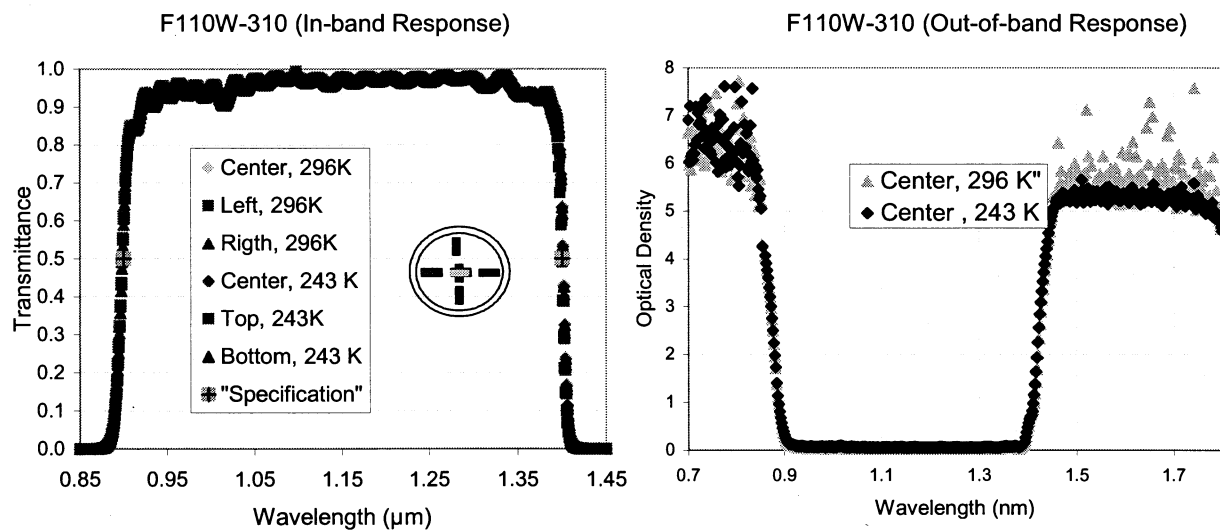 F110W-310 (In-band Response)
1.0
0.9
0.8
0.7
0.6
0.5
0.4
0.3
0.2
0.1
0.0
Transmittance
Center, 296K
Left, 296K
Rigth, 296K
Center, 243 K
Top, 243K
Bottom, 243 K
"Specification"
0.85 0.95 1.05 1.15 1.25 1.35 1.45
Wavelength (µm)
F110W-310 (Out-of-band Response)
8
7
6
5
4
3
2
1
0
Optical Density
Center, 296 K"
Center , 243 K
0.7 0.9 1.1 1.3 1.5 1.7
Wavelength (nm)